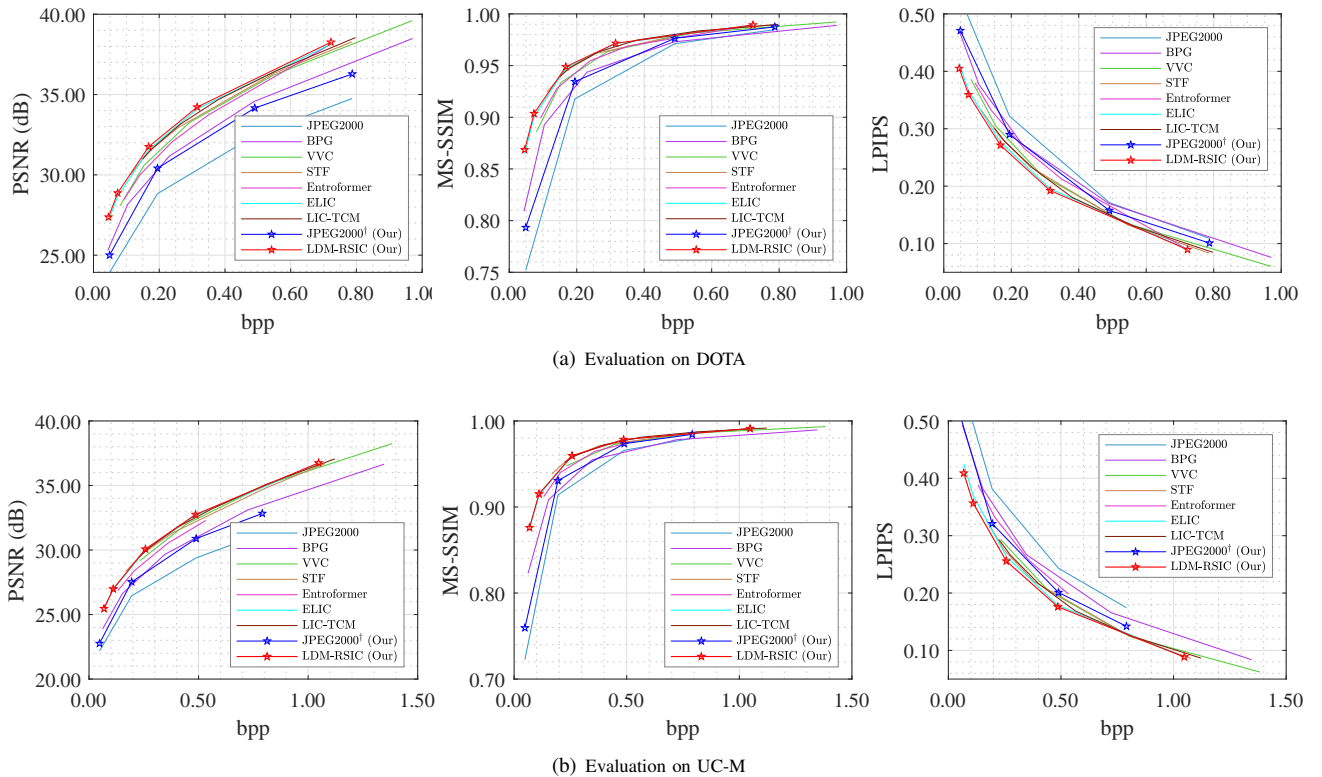 40.00
35.00
30.00
25.00
PSNR (dB)
0.00 0.20 0.40 0.60 0.80 1.0
bpp
JPEG2000
BPG
VVC
STF
Entroformer
ELIC
LIC-TCM
JPEG2000† (Our)
LDM-RSIC (Our)
1.00
0.95
0.90
0.85
0.80
0.75
MS-SSIM
0.00 0.20 0.40 0.60 0.80 1.00
bpp
JPEG2000
BPG
VVC
STF
Entroformer
ELIC
LIC-TCM
JPEG2000† (Our)
LDM-RSIC (Our)
0.50
0.40
0.30
0.20
0.10
LPIPS
0.00 0.20 0.40 0.60 0.80 1.00
bpp
JPEG2000
BPG
VVC
STF
Entroformer
ELIC
LIC-TCM
JPEG2000† (Our)
LDM-RSIC (Our)
(a) Evaluation on DOTA
40.00
35.00
30.00
25.00
20.00
PSNR (dB)
0.00 0.50 1.00 1.50
bpp
JPEG2000
BPG
VVC
STF
Entroformer
ELIC
LIC-TCM
JPEG2000† (Our)
LDM-RSIC (Our)
1.00
0.90
0.80
0.70
MS-SSIM
0.00 0.50 1.00 1.50
bpp
JPEG2000
BPG
VVC
STF
Entroformer
ELIC
LIC-TCM
JPEG2000† (Our)
LDM-RSIC (Our)
0.50
0.40
0.30
0.20
0.10
LPIPS
0.00 0.50 1.00 1.50
bpp
JPEG2000
BPG
VVC
STF
Entroformer
ELIC
LIC-TCM
JPEG2000† (Our)
LDM-RSIC (Our)
(b) Evaluation on UC-M